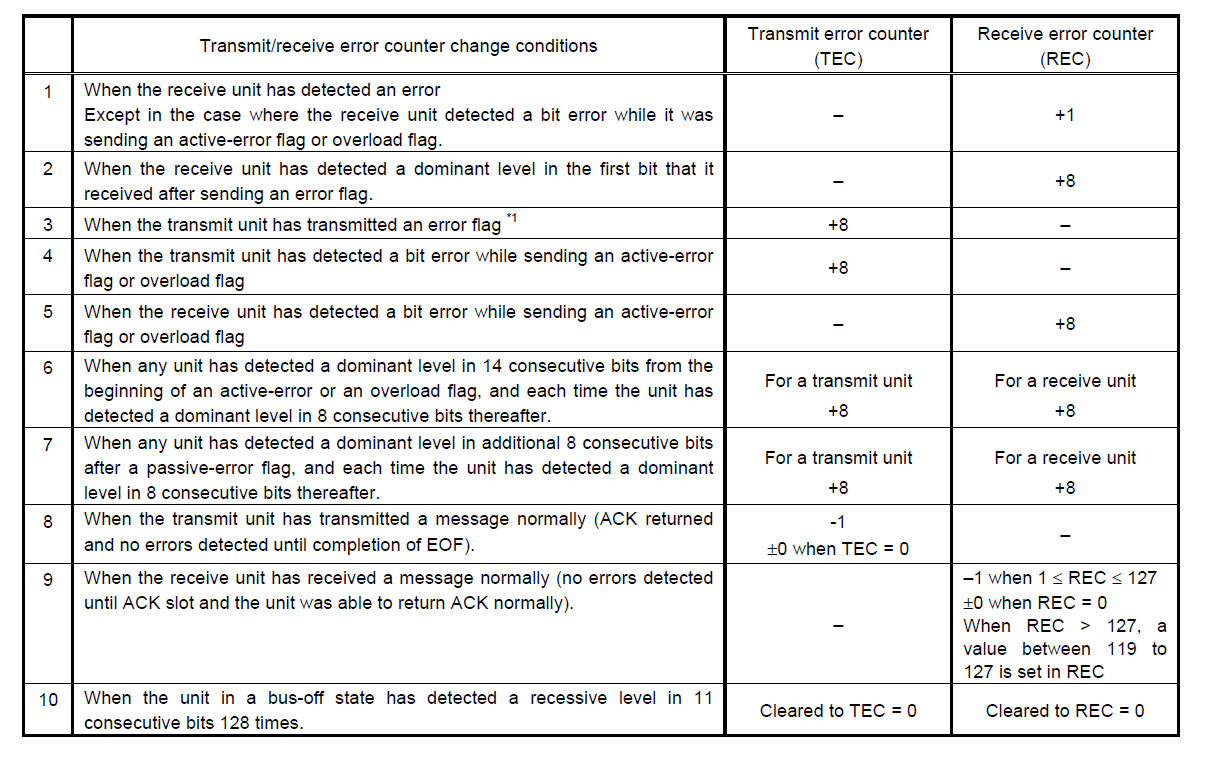 Transmit/receive error counter change conditions
Transmit error counter
(TEC)
Receive error counter
(REC)
1
When the receive unit has detected an error
Except in the case where the receive unit detected a bit error while it was
sending an active-error flag or overload flag.
–
+1
2
When the receive unit has detected a dominant level in the first bit that it
received after sending an error flag.
–
+8
3
When the transmit unit has transmitted an error flag *1
+8
–
4
When the transmit unit has detected a bit error while sending an active-error
flag or overload flag
+8
–
5
When the receive unit has detected a bit error while sending an active-error
flag or overload flag
–
+8
6
When any unit has detected a dominant level in 14 consecutive bits from the
beginning of an active-error or an overload flag, and each time the unit has
detected a dominant level in 8 consecutive bits thereafter.
For a transmit unit
+8
For a receive unit
+8
7
When any unit has detected a dominant level in additional 8 consecutive bits
after a passive-error flag, and each time the unit has detected a dominant
level in 8 consecutive bits thereafter.
For a transmit unit
+8
For a receive unit
+8
8
When the transmit unit has transmitted a message normally (ACK returned
and no errors detected until completion of EOF).
-1
±0 when TEC = 0
–
9
When the receive unit has received a message normally (no errors detected
until ACK slot and the unit was able to return ACK normally).
–
–1 when 1 ≤ REC ≤ 127
±0 when REC = 0
When REC > 127, a
value between 119 to
127 is set in REC
10
When the unit in a bus-off state has detected a recessive level in 11
consecutive bits 128 times.
Cleared to TEC = 0
Cleared to REC = 0